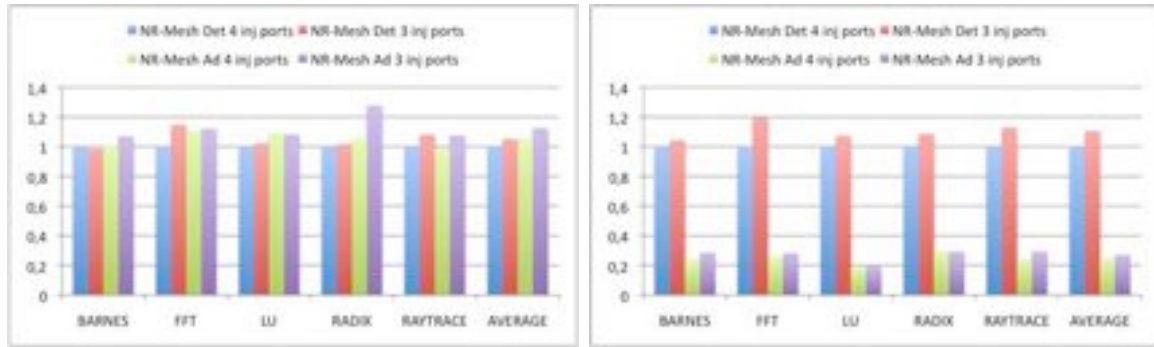 NR-Mesh Det 4 inj ports NR-Mesh Det 3 inj ports
NR-Mesh Ad 4 inj ports NR-Mesh Ad 3 inj ports
1,4
1,2
1
0,8
0,6
0,4
0,2
0
BARNES FFT LU RADIX RAYTRACE AVERAGE
NR-Mesh Det 4 inj ports NR-Mesh Det 3 inj ports
NR-Mesh Ad 4 inj ports NR-Mesh Ad 3 inj ports
1,4
1,2
1
0,8
0,6
0,4
0,2
0
BARNES FFT LU RADIX RAYTRACE AVERAGE